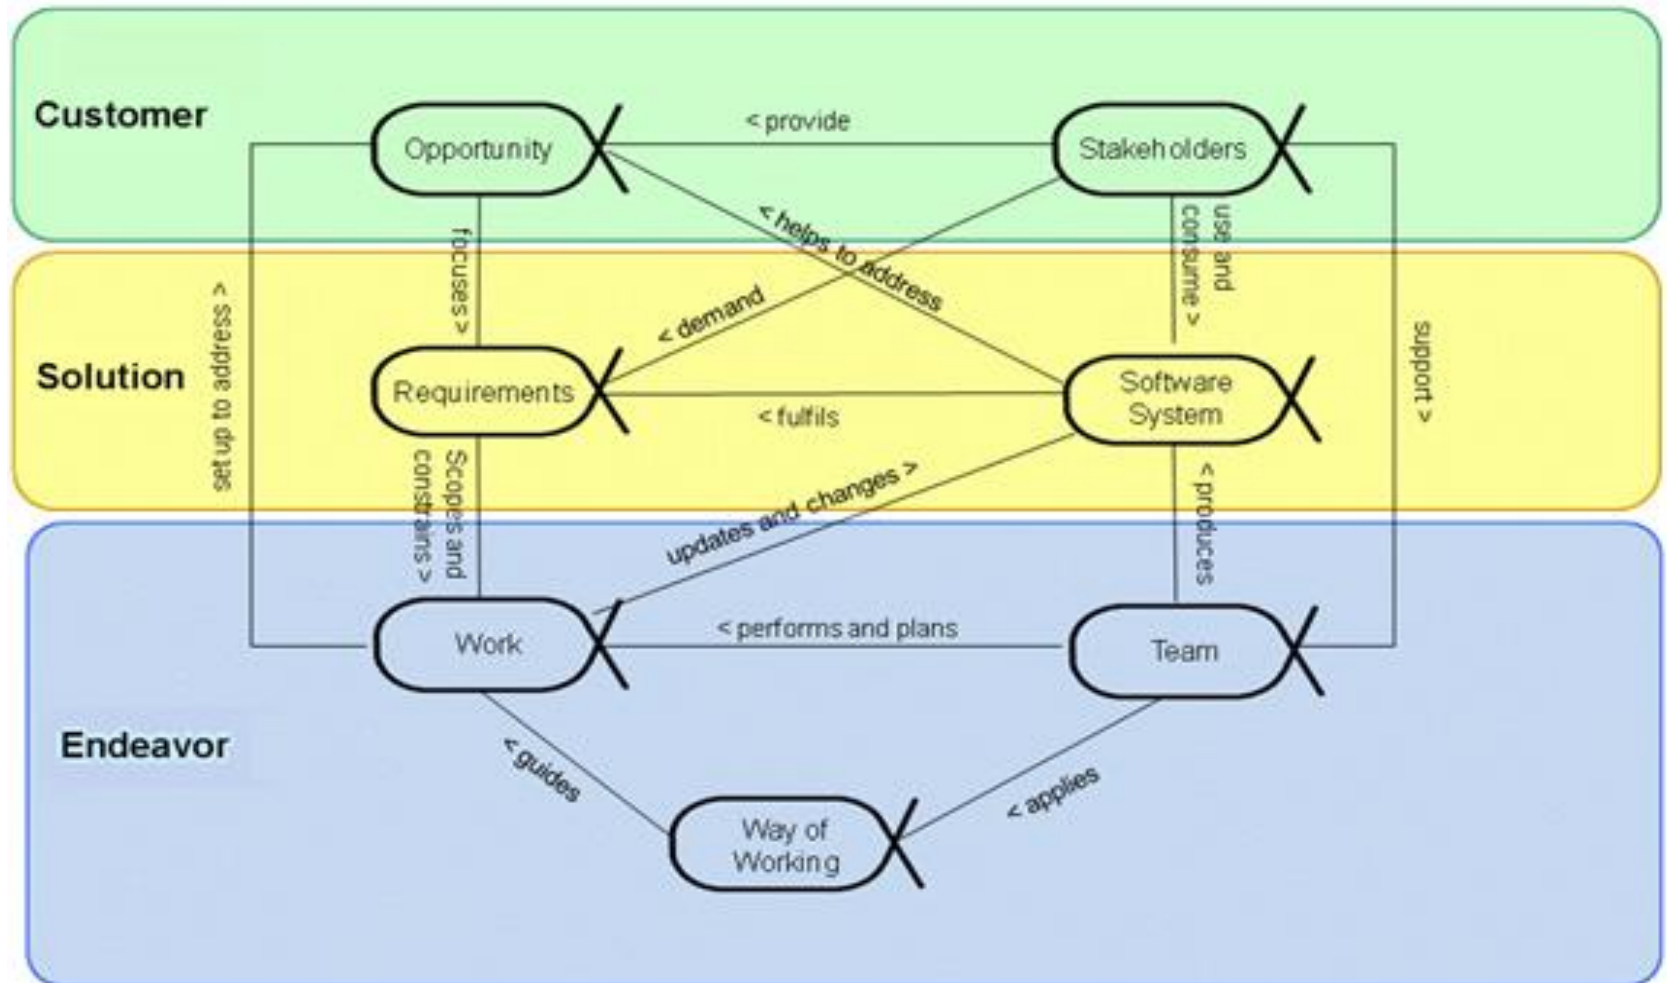 Customer
Opportunity
< provide
Stakeholders
focuses >
< helps to address
< demand
use and
consume >
set up to address >
support >
Solution
Requirements
< fulfils
Software
System
Scopes and
constrains >
updates and changes >
< produces
Work
< performs and plans
Team
Endeavor
< guides
< applies
Way of
Working